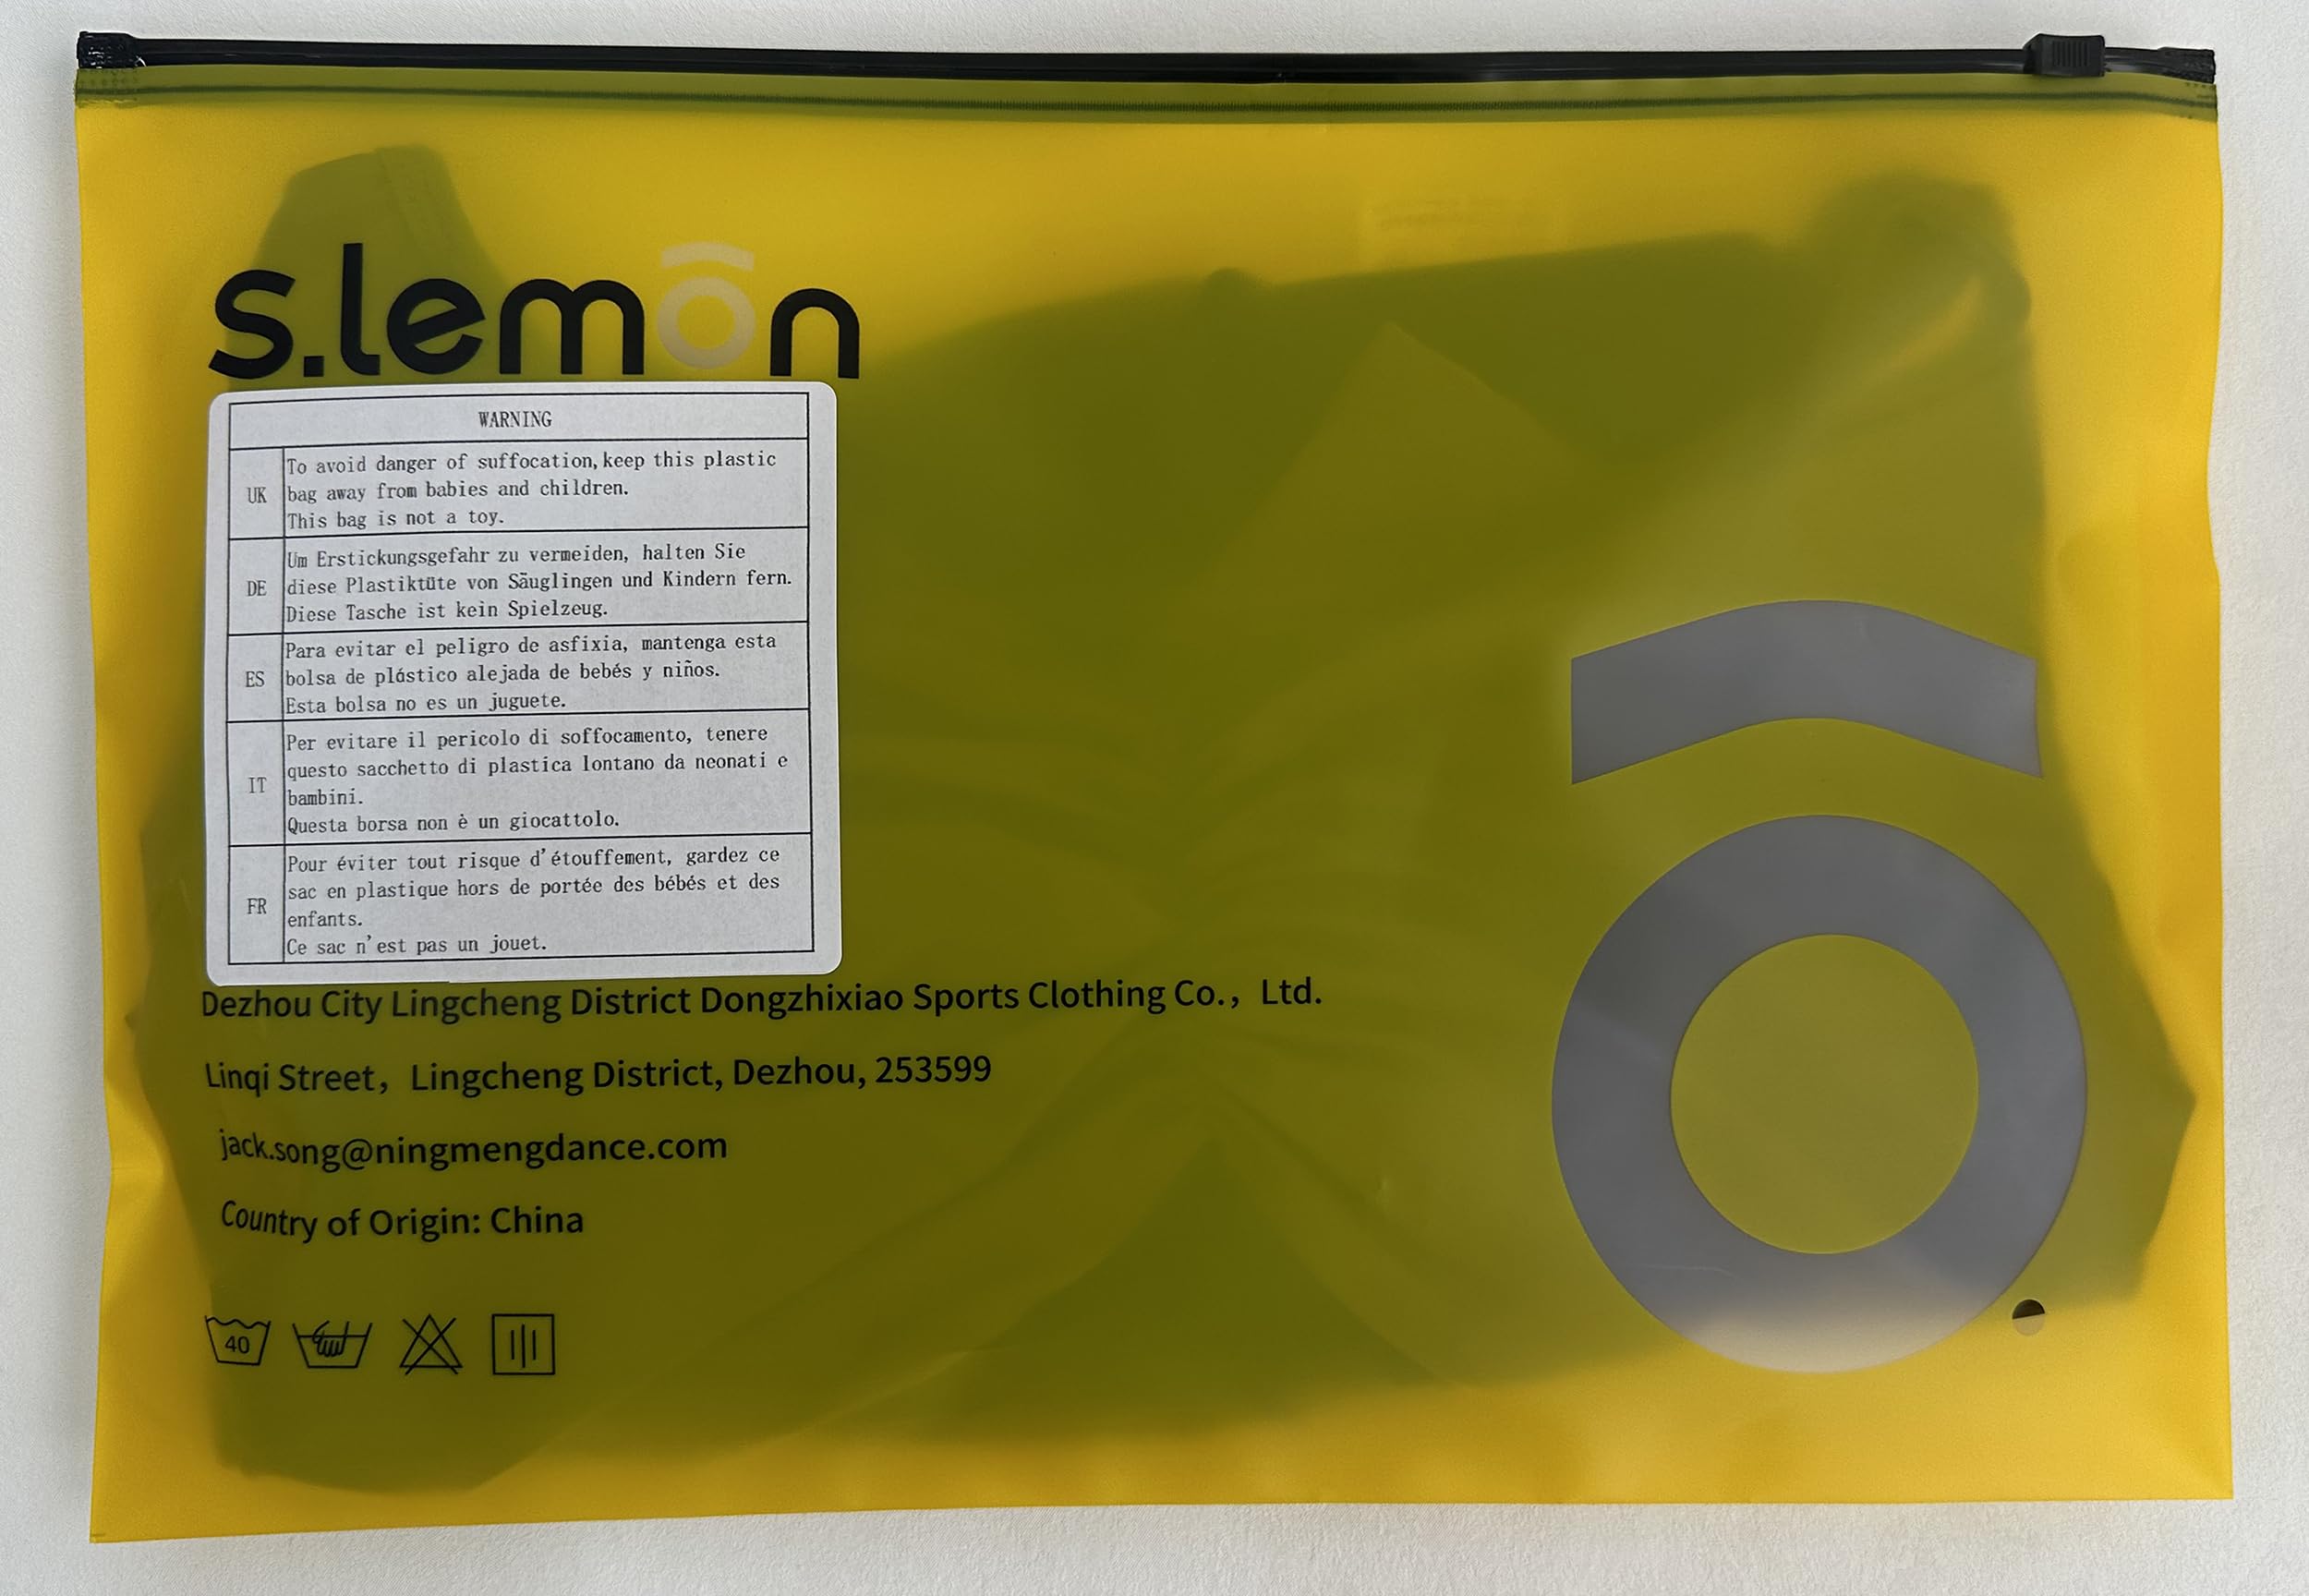 s.lemōn
WARNING
UK
To avoid danger of suffocation, keep this plastic
bag away from babies and children.
This bag is not a toy.
DE
Um Erstickungsgefahr zu vermeiden, halten Sie
diese Plastiktüte von Säuglingen und Kindern fern.
Diese Tasche ist kein Spielzeug.
ES
Para evitar el peligro de asfixia, mantenga esta
bolsa de plástico alejada de bebés y niños.
Esta bolsa no es un juguete.
IT
Per evitare il pericolo di soffocamento, tenere
questo sacchetto di plastica lontano da neonati e
bambini.
Questa borsa non è un giocattolo.
FR
Pour éviter tout risque d'étouffement, gardez ce
sac en plastique hors de portée des bébés et des
enfants.
Ce sac n'est pas un jouet.
Dezhou City Lingcheng District Dongzhixiao Sports Clothing Co., Ltd.
Linqi Street, Lingcheng District, Dezhou, 253599
jack.song@ningmengdance.com
Country of Origin: China
40
ō